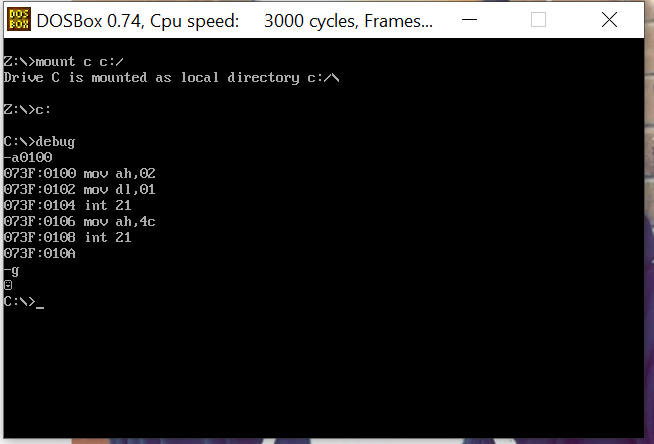 DOS
BOX
DOSBox 0.74, Cpu speed: 3000 cycles, Frames...
Z:\>mount c c:/
Drive C is mounted as local directory c:/\
Z:\>c:
C:\>debug
-a0100
073F:0100 mov ah,02
073F:0102 mov dl,01
073F:0104 int 21
073F:0106 mov ah,4c
073F:0108 int 21
073F:010A
-g
☺
C:\>_